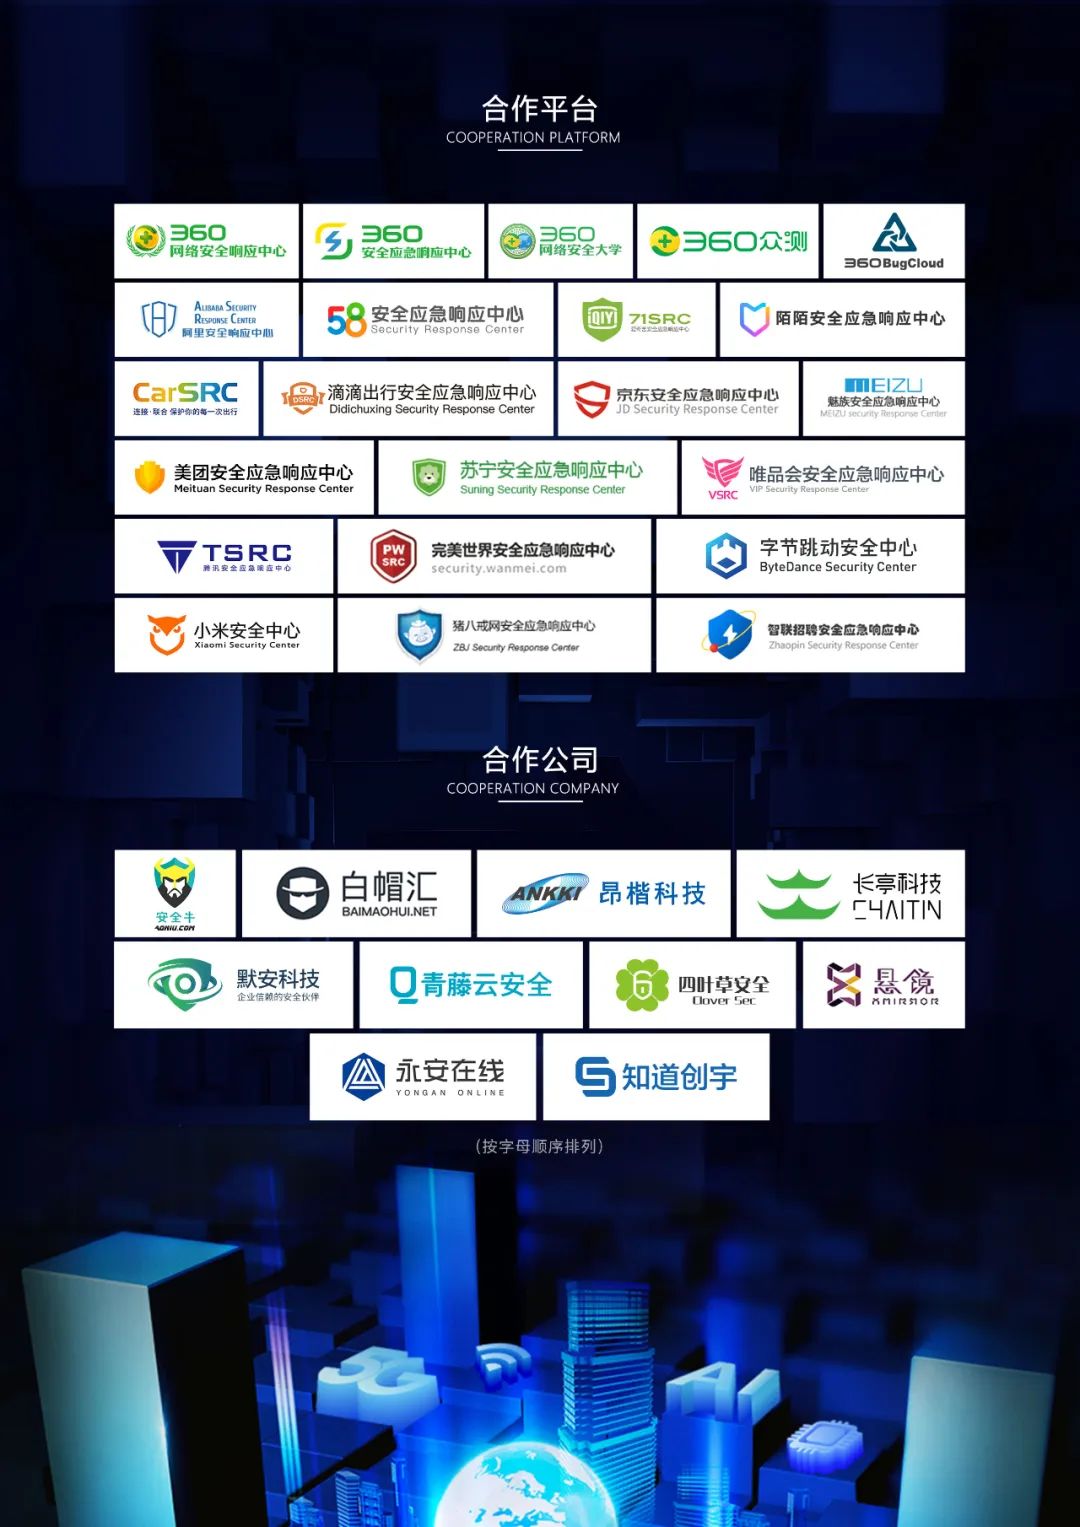 合作平台
COOPERATION PLATFORM
360
网络安全响应中心
360
安全应急响应中心
360
网络安全大学
360众测
360BugCloud
ALIBABA SECURITY
RESPONSE CENTER
阿里安全响应中心
58
安全应急响应中心
Security Response Center
iQIYI
71SRC
爱奇艺安全应急响应中心
陌陌安全应急响应中心
CarSRC
连接·联合 保护你的每一次出行
DSRC
滴滴出行安全应急响应中心
Didichuxing Security Response Center
京东安全应急响应中心
JD Security Response Center
MEIZU
魅族安全应急响应中心
MEIZU security Response Center
美团安全应急响应中心
Meituan Security Response Center
苏宁安全应急响应中心
Suning Security Response Center
VSRC
唯品会安全应急响应中心
VIP Security Response Center
TSRC
腾讯安全应急响应中心
PW
SRC
完美世界安全应急响应中心
security.wanmei.com
字节跳动安全中心
ByteDance Security Center
小米安全中心
Xiaomi Security Center
猪八戒网安全应急响应中心
ZBJ Security Response Center
智联招聘安全应急响应中心
Zhaopin Security Response Center
合作公司
COOPERATION COMPANY
安全牛
AQNIU.COM
白帽汇
BAIMAOHUI.NET
ANKKI
昂楷科技
长亭科技
CHAITIN
默安科技
企业信赖的安全伙伴
青藤云安全
四叶草安全
Clover Sec
悬镜
XMIRROR
永安在线
YONGAN ONLINE
知道创宇
(按字母顺序排列)
5G
AI